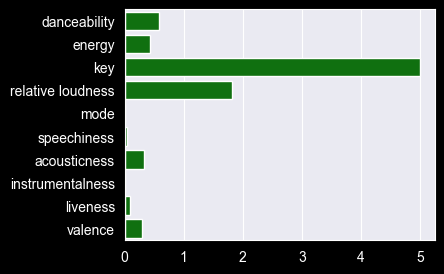 danceability
energy
key
relative loudness
mode
speechiness
acousticness
instrumentalness
liveness
valence
0 1 2 3 4 5